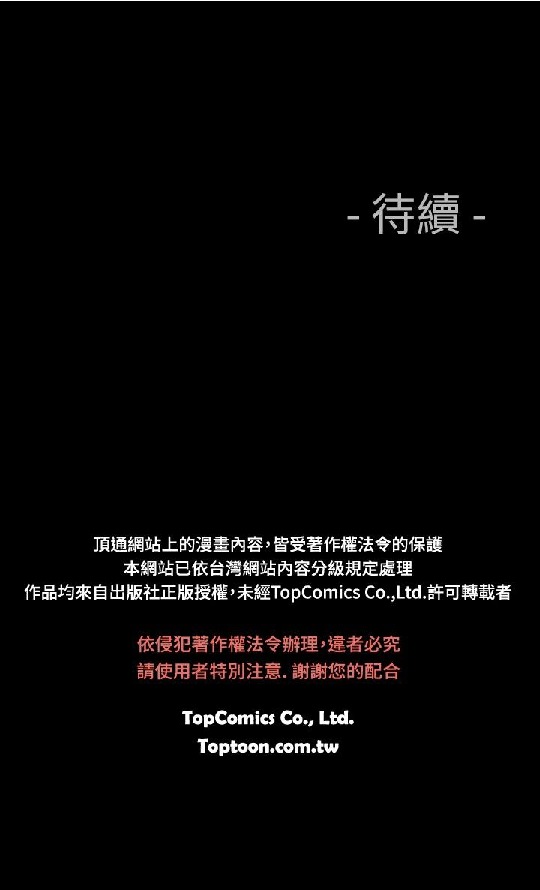 - 待續 -
頂通網站上的漫畫內容,皆受著作權法令的保護
本網站已依台灣網站內容分級規定處理
作品均來自出版社正版授權,未經TopComics Co.,Ltd.許可轉載者
依侵犯著作權法令辦理,違者必究
請使用者特別注意. 謝謝您的配合
TopComics Co., Ltd.
Toptoon.com.tw